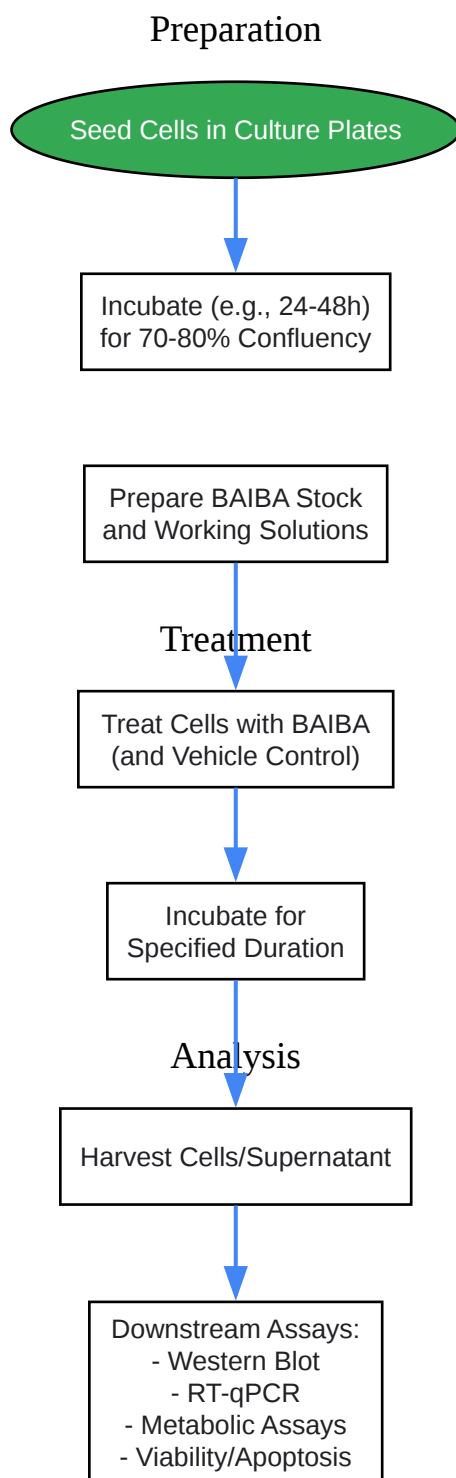 Preparation
Seed Cells in Culture Plates
Incubate (e.g., 24-48h)
for 70-80% Confluency
Prepare BAIBA Stock
and Working Solutions
Treatment
Treat Cells with BAIBA
(and Vehicle Control)
Incubate for
Specified Duration
Analysis
Harvest Cells/Supernatant
Downstream Assays:
- Western Blot
- RT-qPCR
- Metabolic Assays
- Viability/Apoptosis